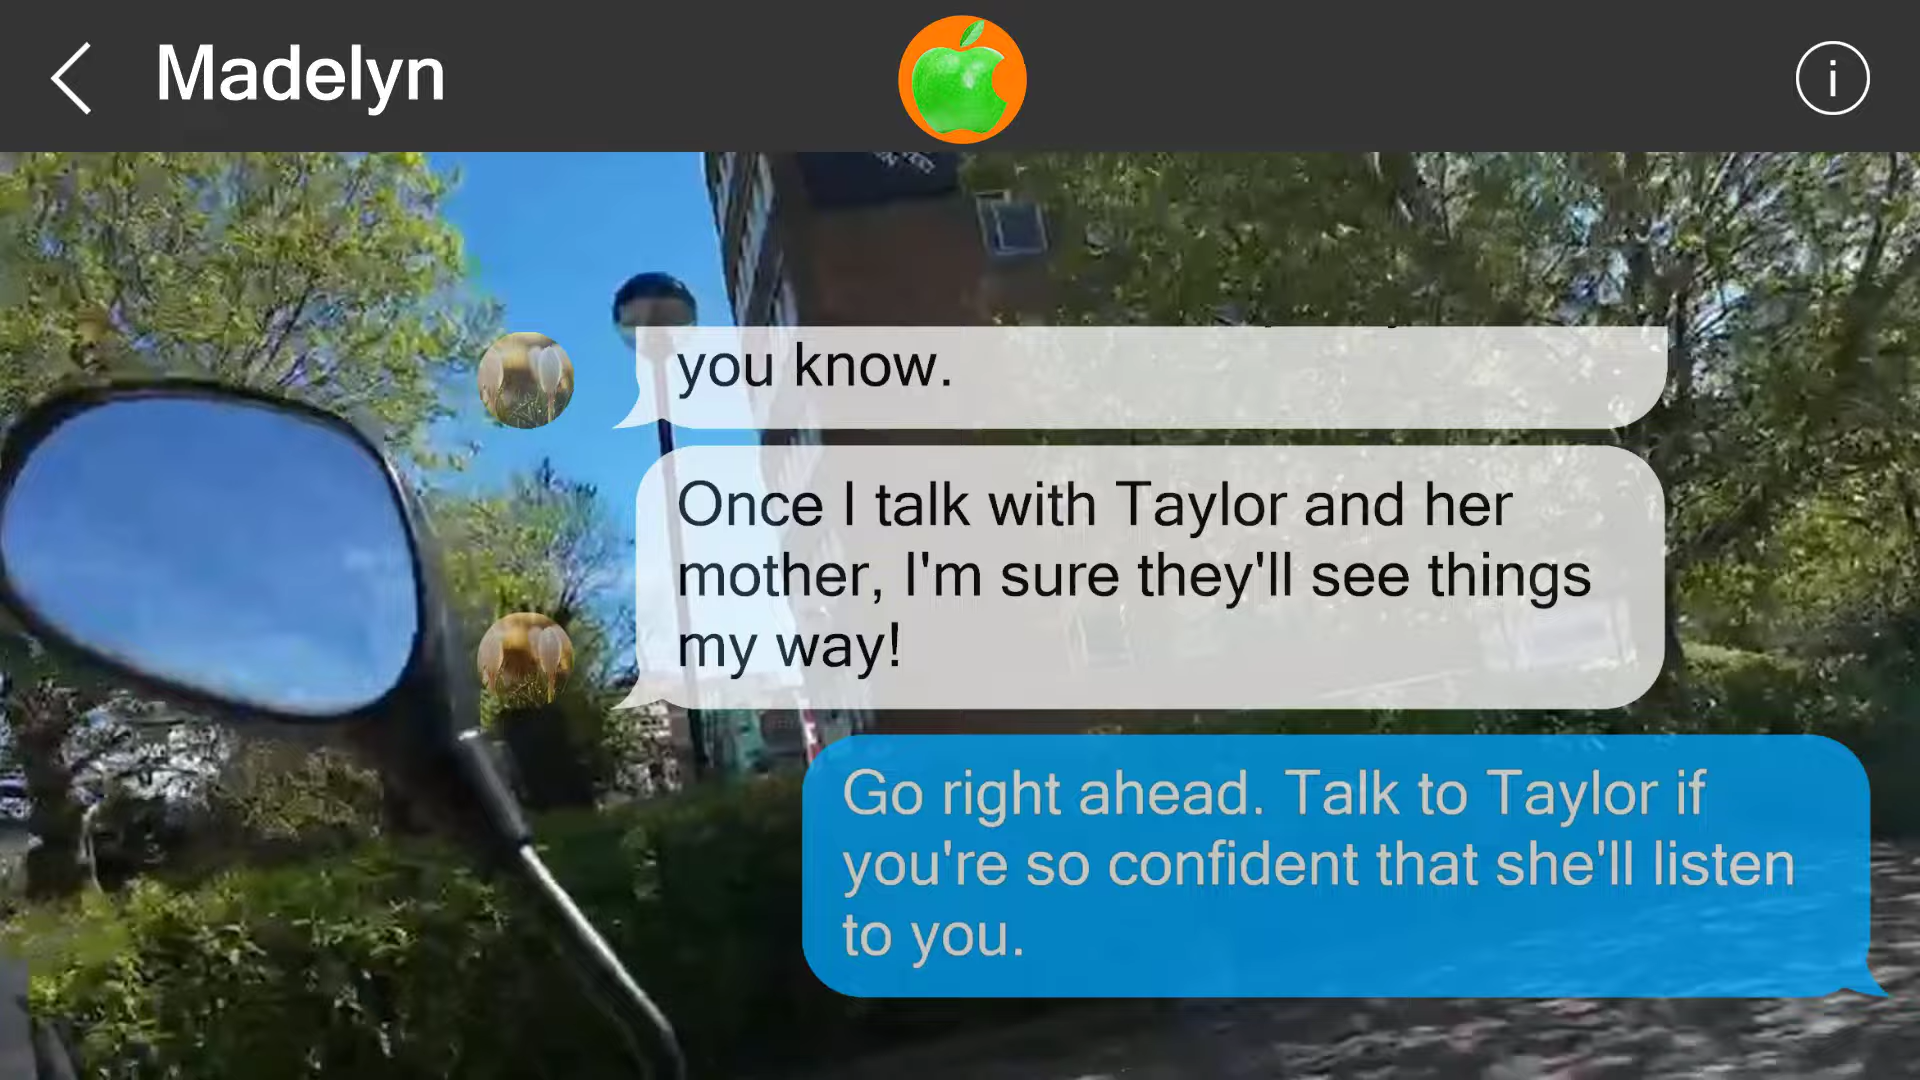 Madelyn
you know.
Once I talk with Taylor and her
mother, I'm sure they'll see things
my way!
Go right ahead. Talk to Taylor if
you're so confident that she'll listen
to you.